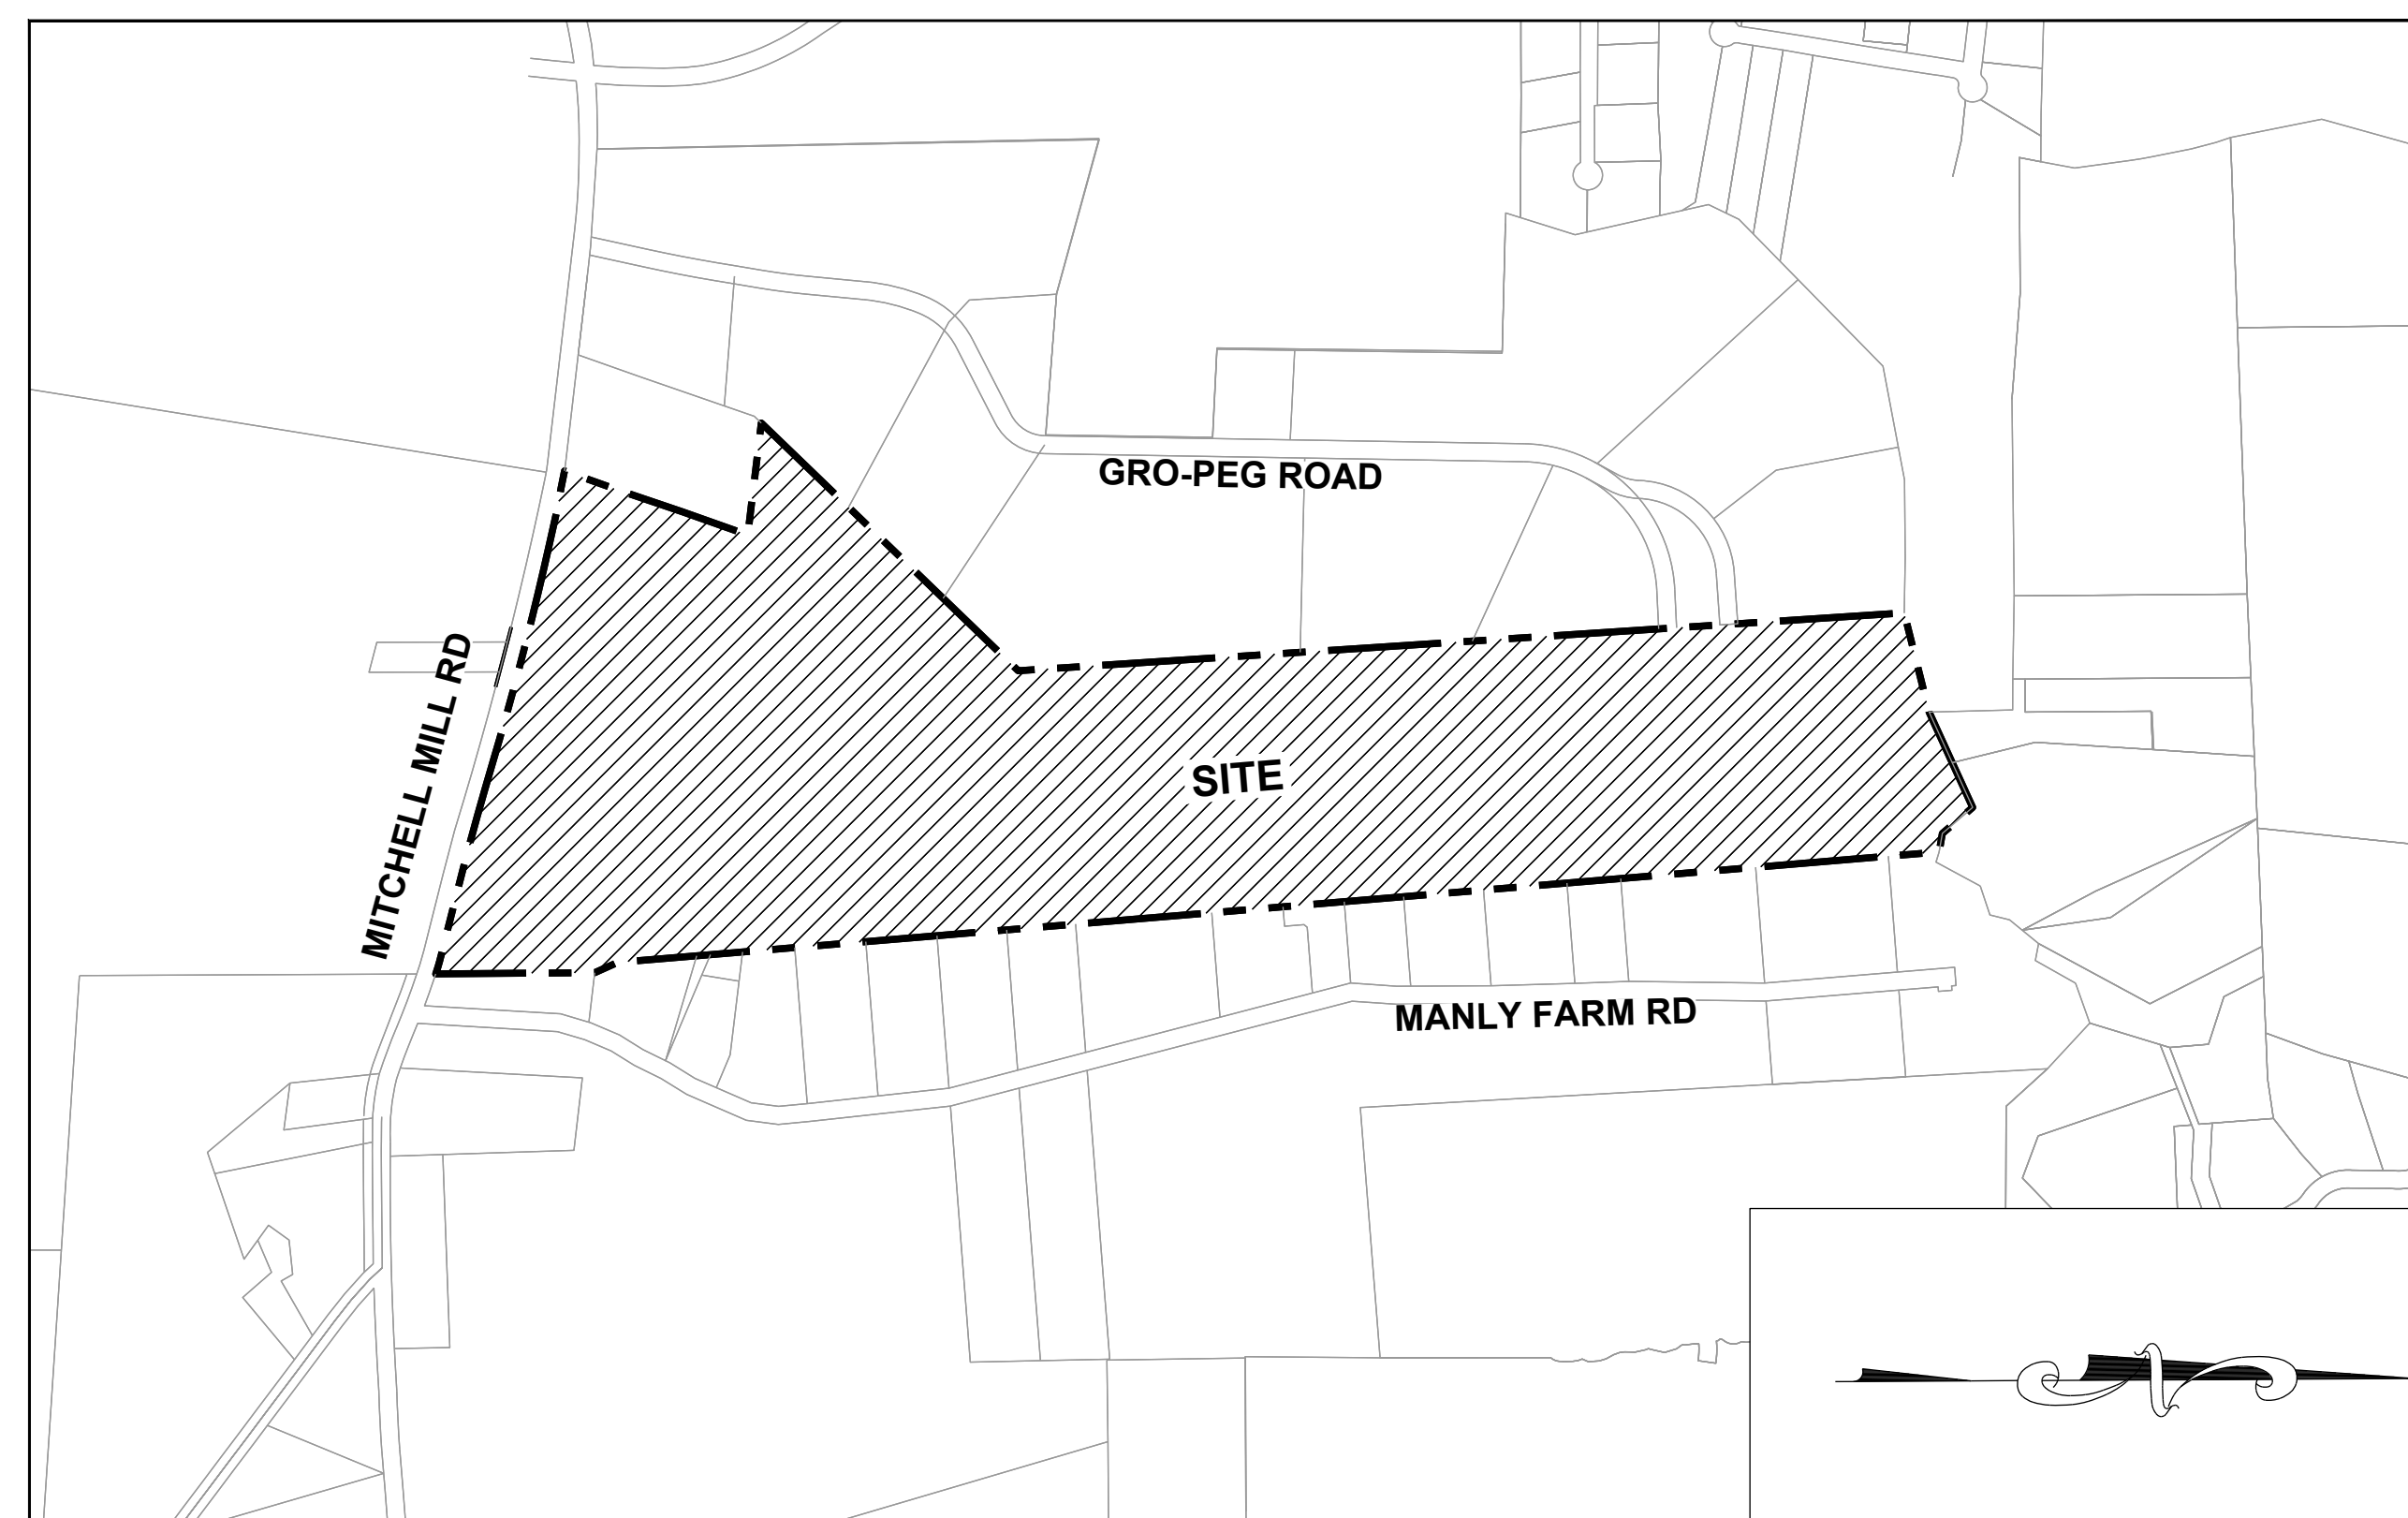 GRO-PEG ROAD
MITCHELL MILL RD
SITE
MANLY FARM RD
N